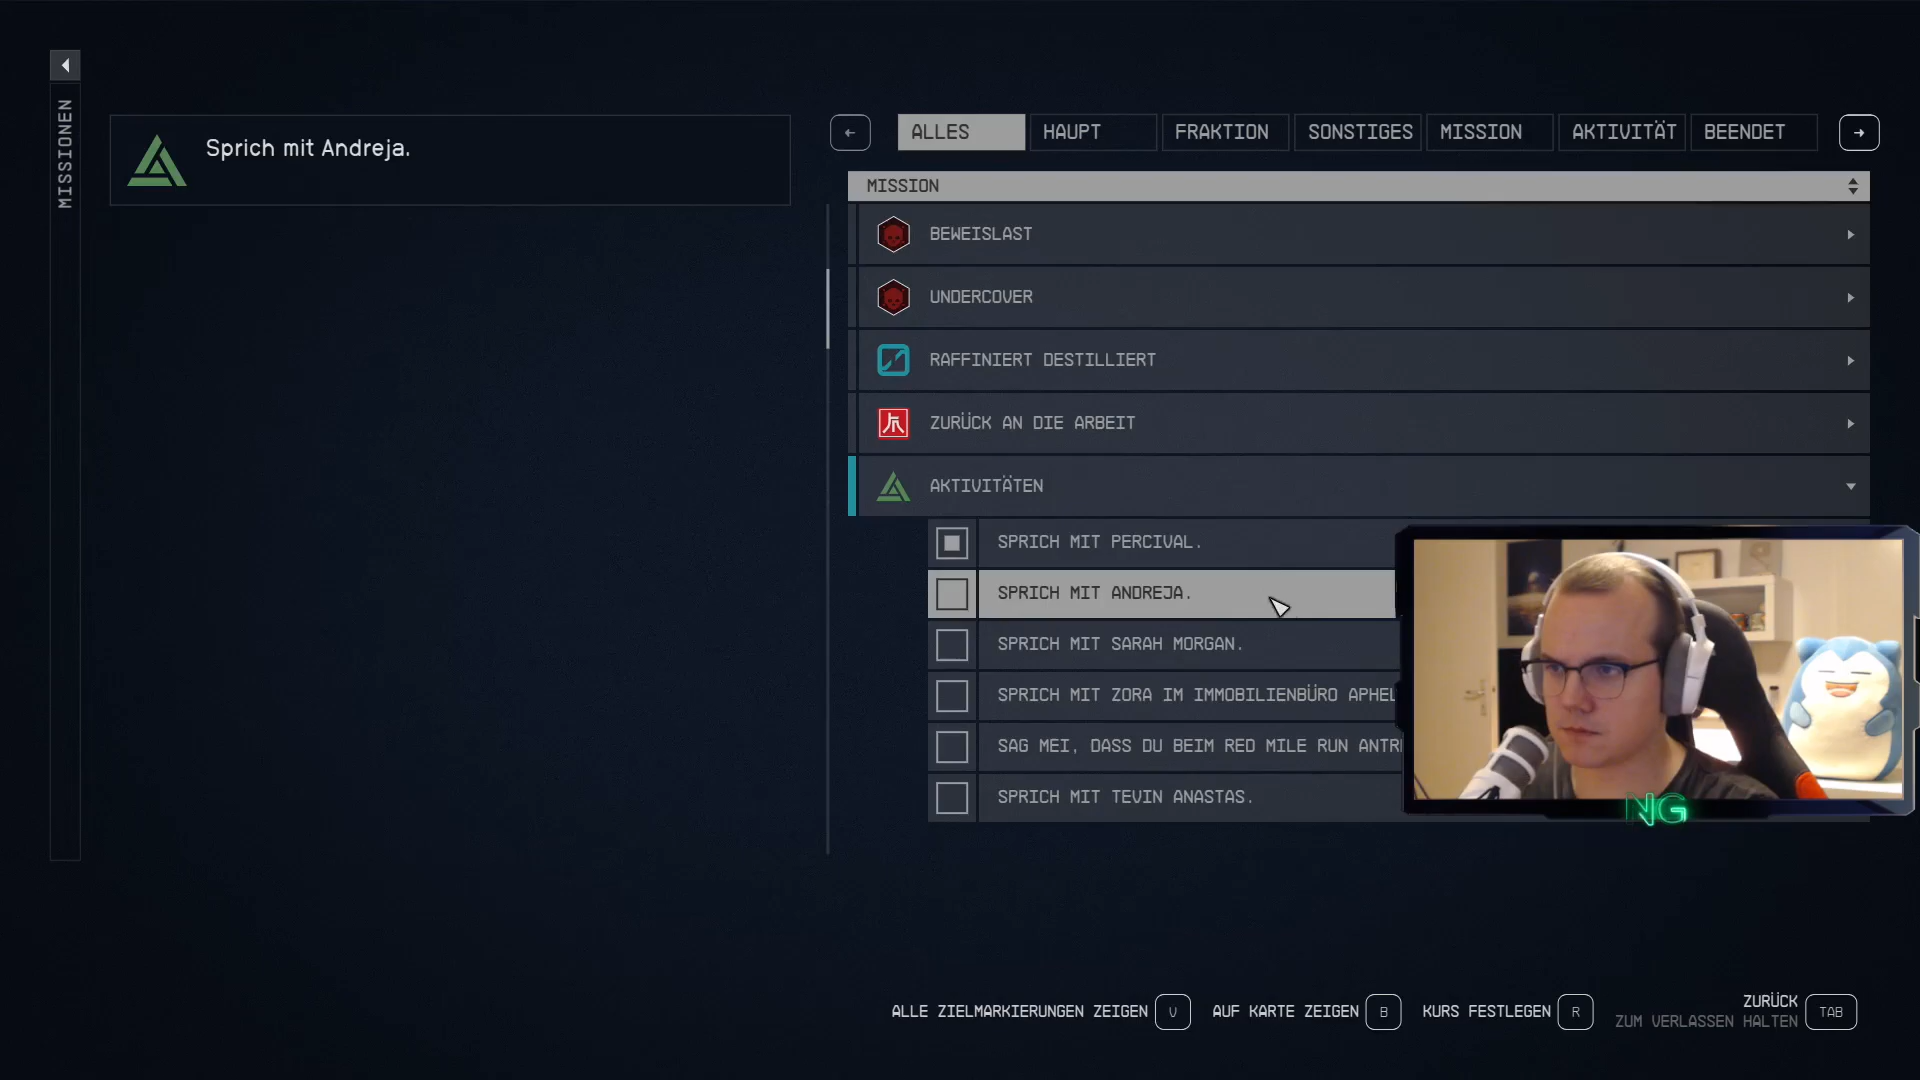 MISSIONEN
Sprich mit Andreja.
ALLES
HAUPT
FRAKTION
SONSTIGES
MISSION
AKTIVITÄT
BEENDET
MISSION
BEWEISLAST
UNDERCOVER
RAFFINIERT DESTILLIERT
ZURÜCK AN DIE ARBEIT
AKTIVITÄTEN
SPRICH MIT PERCIVAL.
SPRICH MIT ANDREJA.
SPRICH MIT SARAH MORGAN.
SPRICH MIT ZORA IM IMMOBILIENBÜRO APHEL
SAG MEI, DASS DU BEIM RED MILE RUN ANTR
SPRICH MIT TEVIN ANASTAS.
NG
ALLE ZIELMARKIERUNGEN ZEIGEN V
AUF KARTE ZEIGEN B
KURS FESTLEGEN R
ZURÜCK
ZUM VERLASSEN HALTEN TAB